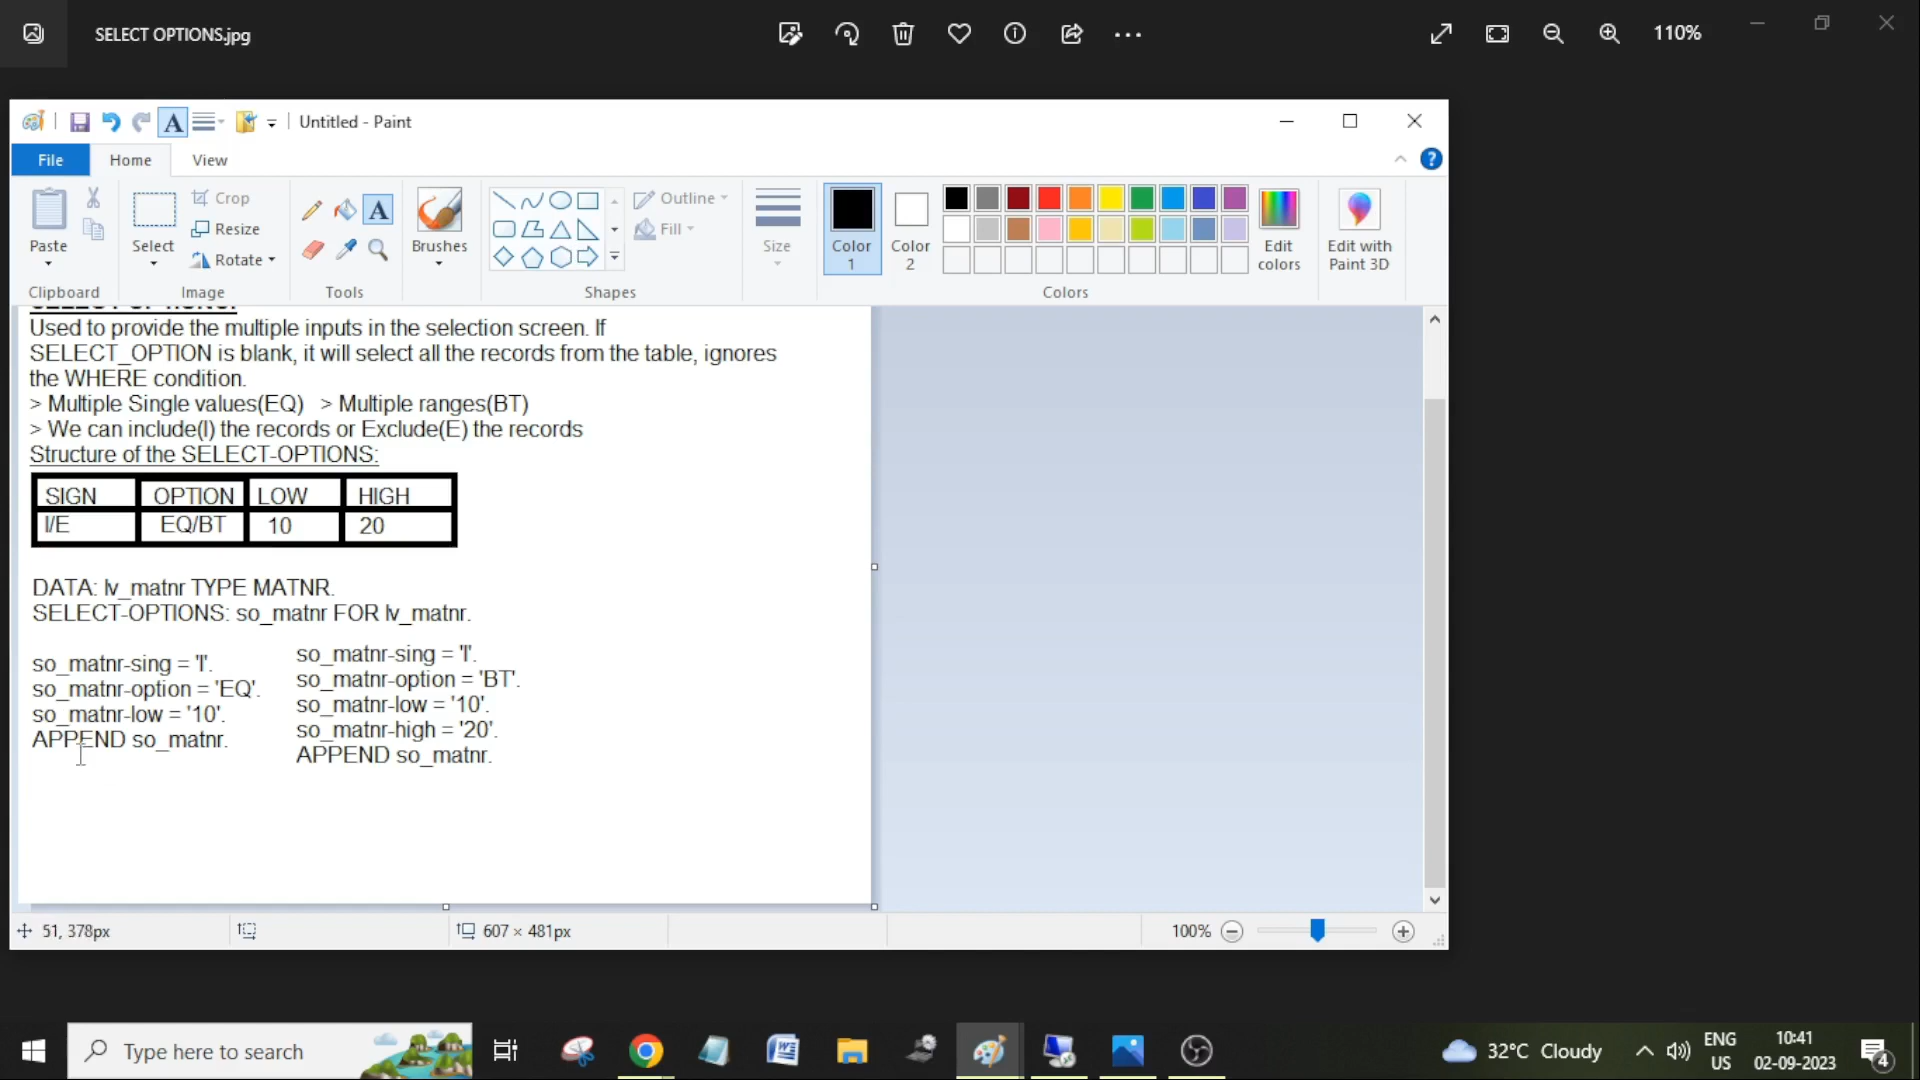 SELECT OPTIONS.jpg
110%
Untitled - Paint
File
Home
View
Paste
Select
Crop
Resize
Rotate
A
Brushes
Outline
Fill
Size
Color
1
Color
2
Edit
colors
Edit with
Paint 3D
Clipboard
Image
Tools
Shapes
Colors
Used to provide the multiple inputs in the selection screen. If
SELECT_OPTION is blank, it will select all the records from the table, ignores
the WHERE condition.
> Multiple Single values(EQ) > Multiple ranges(BT)
> We can include(I) the records or Exclude(E) the records
Structure of the SELECT-OPTIONS:
SIGN OPTION LOW HIGH
I/E EQ/BT 10 20
DATA: lv_matnr TYPE MATNR.
SELECT-OPTIONS: so_matnr FOR lv_matnr.
so_matnr-sing = 'I'.
so_matnr-option = 'EQ'.
so_matnr-low = '10'.
APPEND so_matnr.
so_matnr-sing = 'I'.
so_matnr-option = 'BT'.
so_matnr-low = '10'.
so_matnr-high = '20'.
APPEND so_matnr.
51, 378px
607 × 481px
100%
Type here to search
32°C Cloudy
ENG
US
10:41
02-09-2023
4